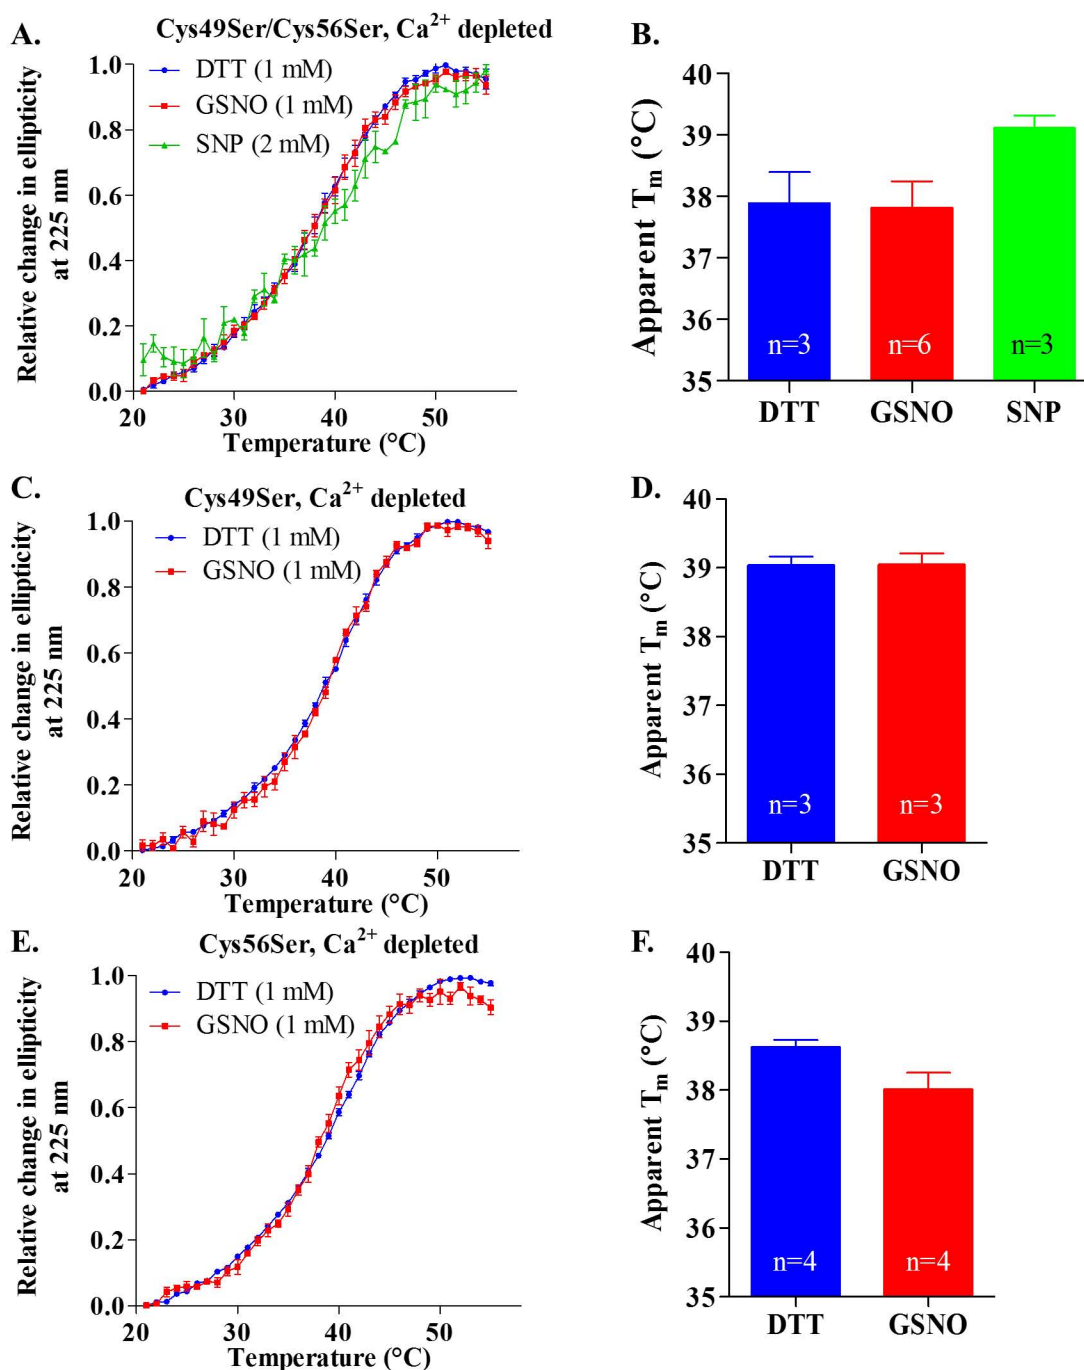 A.
Cys49Ser/Cys56Ser, Ca2+ depleted
DTT (1 mM)
GSNO (1 mM)
SNP (2 mM)
Relative change in ellipticity
at 225 nm
1.0
0.8
0.6
0.4
0.2
0.0
20
30
40
50
Temperature (°C)
B.
Apparent Tm (°C)
40
39
38
37
36
35
n=3
n=6
n=3
DTT
GSNO
SNP
C.
Cys49Ser, Ca2+ depleted
DTT (1 mM)
GSNO (1 mM)
Relative change in ellipticity
at 225 nm
1.0
0.8
0.6
0.4
0.2
0.0
20
30
40
50
Temperature (°C)
D.
Apparent Tm (°C)
40
39
38
37
36
35
n=3
n=3
DTT
GSNO
E.
Cys56Ser, Ca2+ depleted
DTT (1 mM)
GSNO (1 mM)
Relative change in ellipticity
at 225 nm
1.0
0.8
0.6
0.4
0.2
0.0
20
30
40
50
Temperature (°C)
F.
Apparent Tm (°C)
40
39
38
37
36
35
n=4
n=4
DTT
GSNO